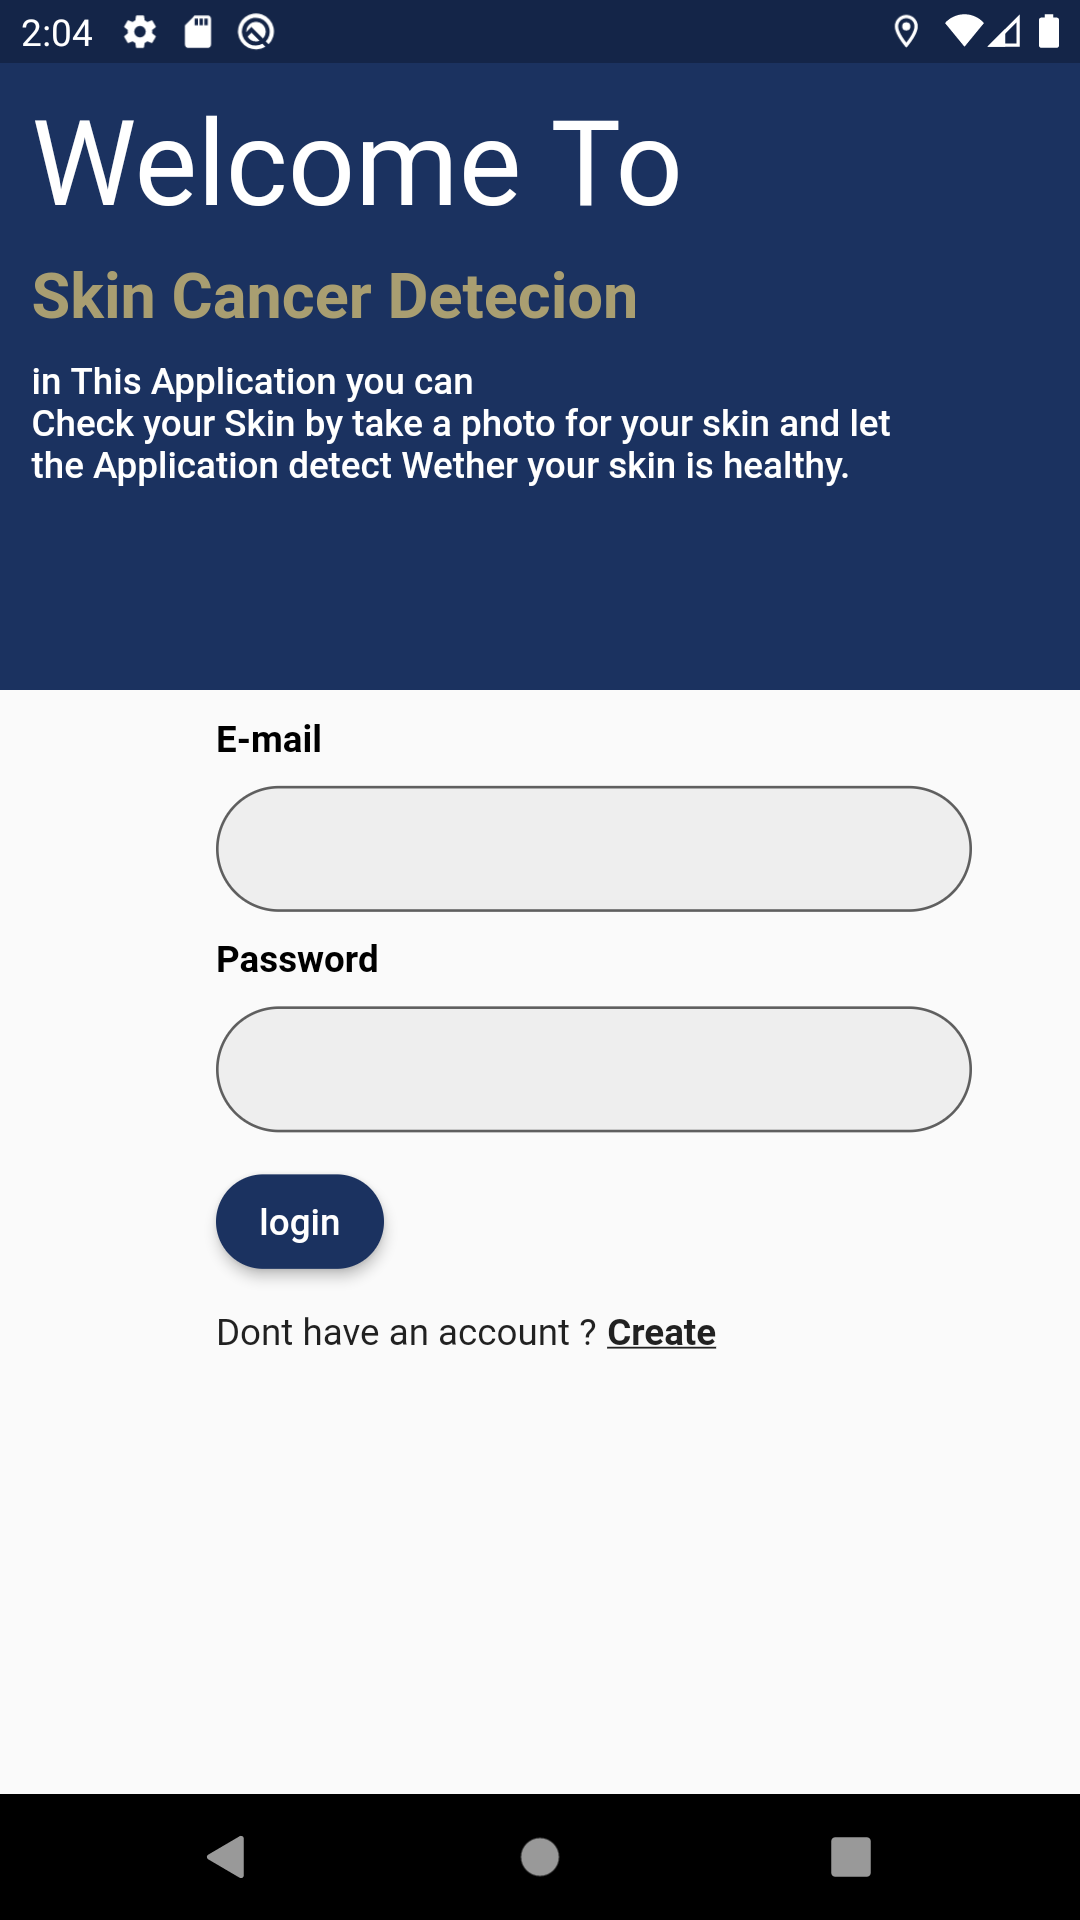 2:04
Welcome To
Skin Cancer Detecion
in This Application you can
Check your Skin by take a photo for your skin and let
the Application detect Wether your skin is healthy.
E-mail
Password
login
Dont have an account ? Create